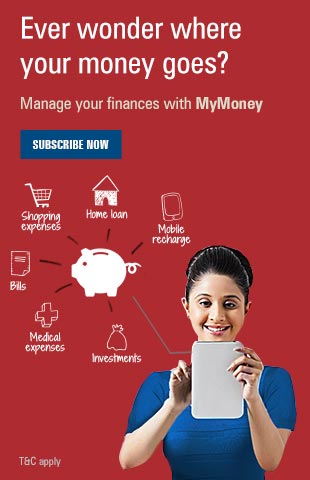 Ever wonder where
your money goes?
Manage your finances with MyMoney
SUBSCRIBE NOW
Shopping
expenses
Home loan
Mobile
recharge
Bills
Medical
expenses
Investments
T&C apply